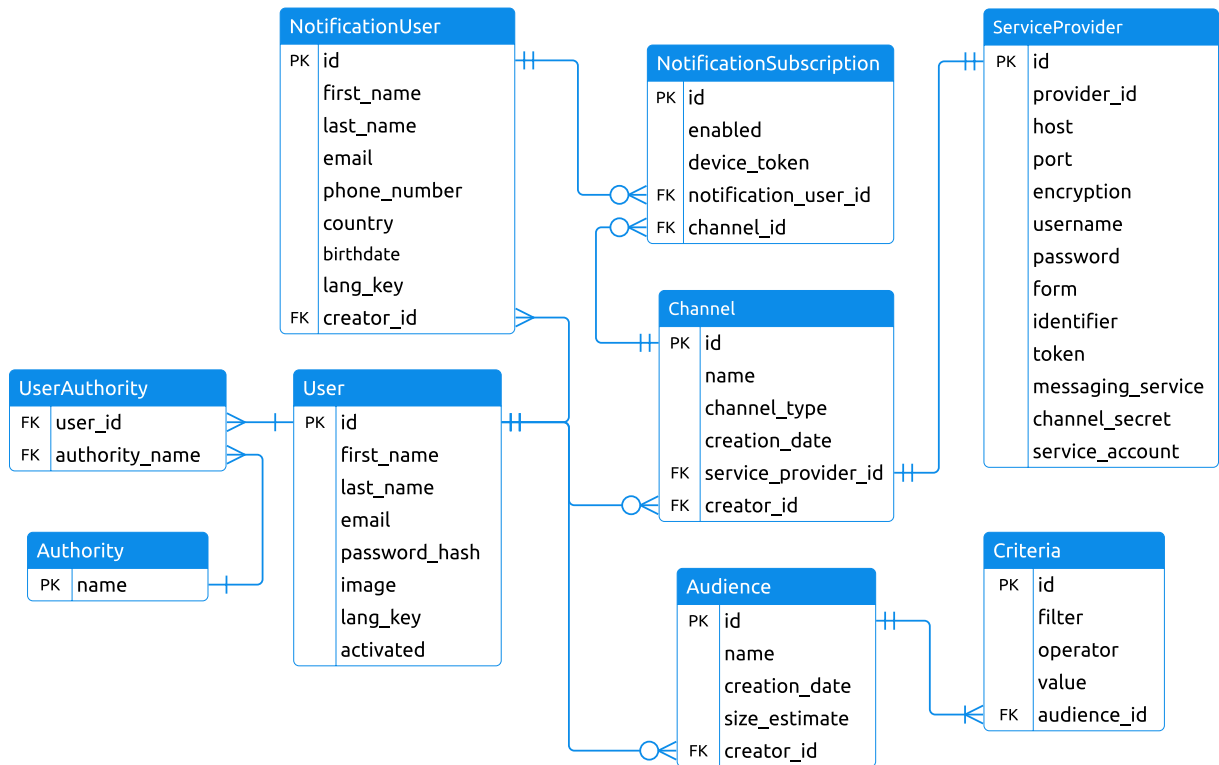 NotificationUser
PK id
first_name
last_name
email
phone_number
country
birthdate
lang_key
FK creator_id
NotificationSubscription
PK id
enabled
device_token
FK notification_user_id
FK channel_id
ServiceProvider
PK id
provider_id
host
port
encryption
username
password
form
identifier
token
messaging_service
channel_secret
service_account
Channel
PK id
name
channel_type
creation_date
FK service_provider_id
FK creator_id
UserAuthority
FK user_id
FK authority_name
User
PK id
first_name
last_name
email
password_hash
image
lang_key
activated
Authority
PK name
Audience
PK id
name
creation_date
size_estimate
FK creator_id
Criteria
PK id
filter
operator
value
FK audience_id